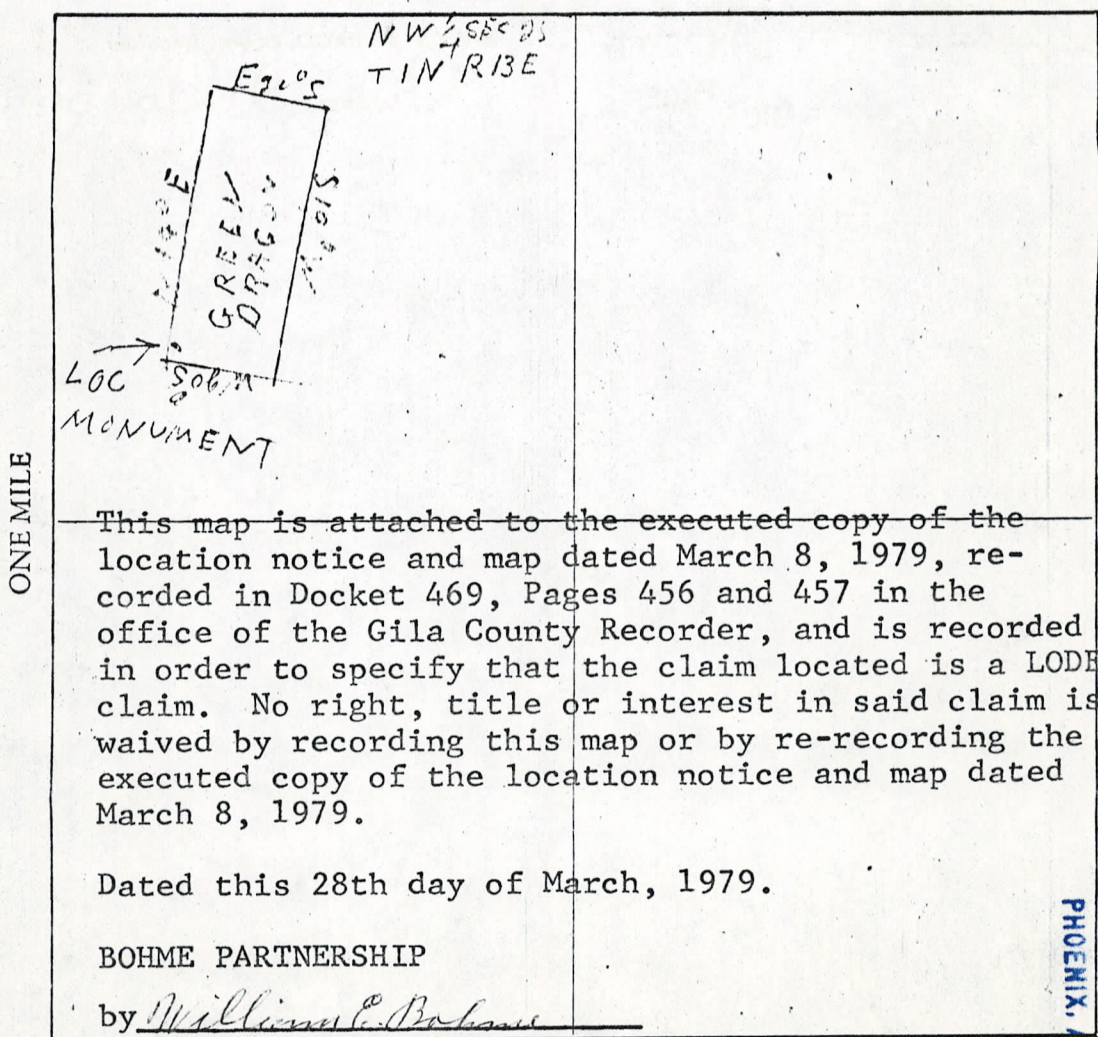 NW 1/4 SEC 25
T1N R13E
GREEN
DRAGON
LOC
MONUMENT
ONE MILE
This map is attached to the executed copy of the
location notice and map dated March 8, 1979, re-
corded in Docket 469, Pages 456 and 457 in the
office of the Gila County Recorder, and is recorded
in order to specify that the claim located is a LODE
claim. No right, title or interest in said claim is
waived by recording this map or by re-recording the
executed copy of the location notice and map dated
March 8, 1979.
Dated this 28th day of March, 1979.
BOHME PARTNERSHIP
by William E. Bohme
PHOENIX,